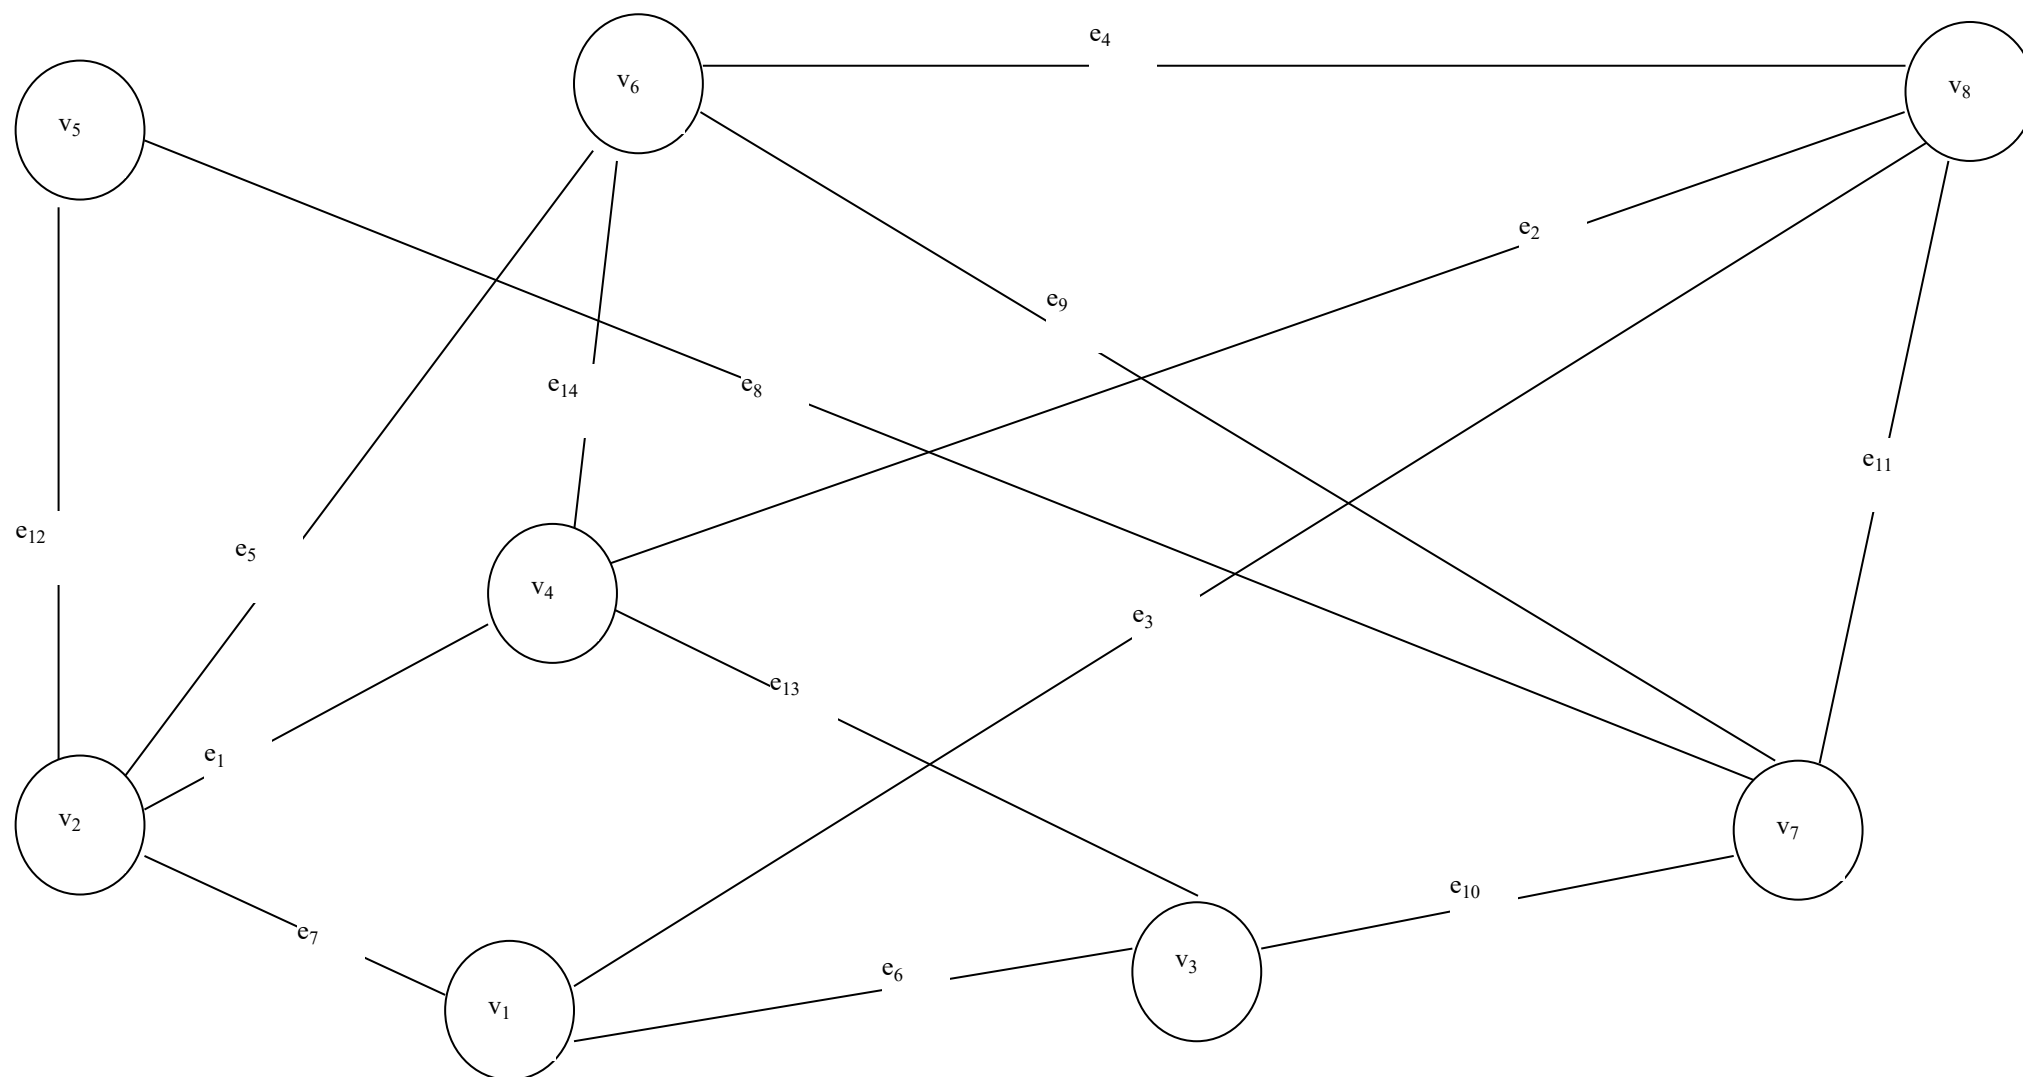 e₄
v₆
v₈
v₅
e₂
e₉
e₁₄
e₈
e₁₁
e₁₂
e₅
v₄
e₃
e₁₃
e₁
v₂
v₇
e₁₀
e₇
v₃
e₆
v₁